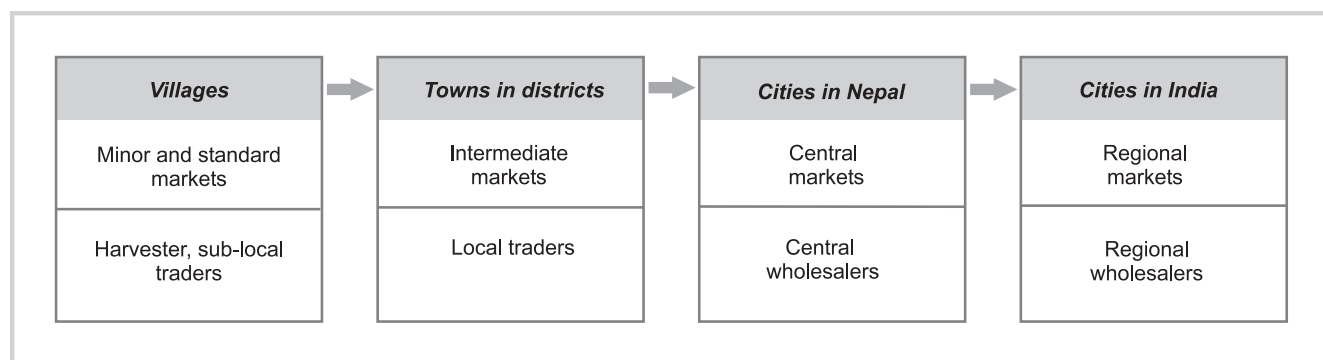 Villages
Minor and standard
markets
Harvester, sub-local
traders
Towns in districts
Intermediate
markets
Local traders
Cities in Nepal
Central
markets
Central
wholesalers
Cities in India
Regional
markets
Regional
wholesalers